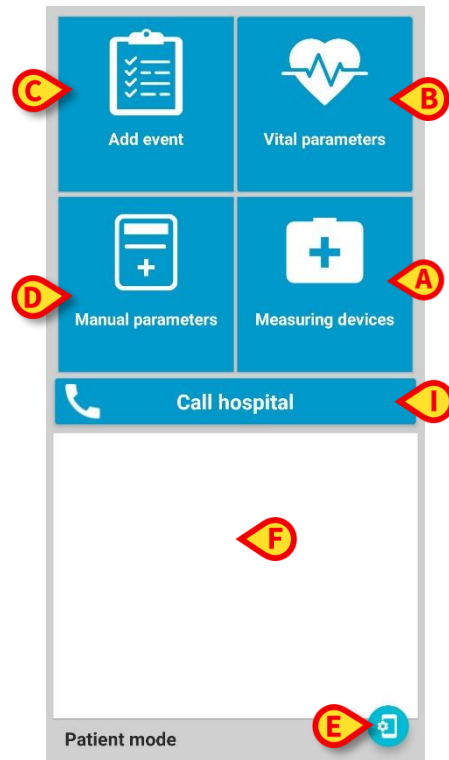 C
Add event
B
Vital parameters
D
Manual parameters
A
Measuring devices
Call hospital
I
F
E
Patient mode